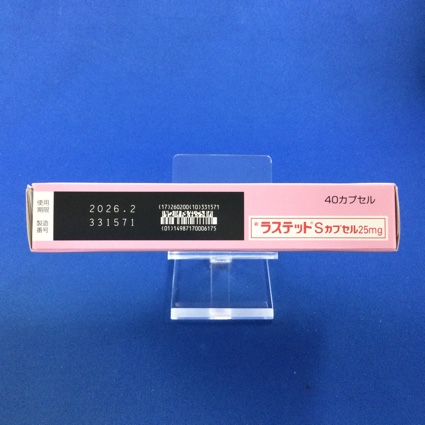 使用
期限
2026.2
製造
番号
331571
(17)260200(10)331571
(01)14987170006175
40カプセル
*ラステット®Sカプセル25mg